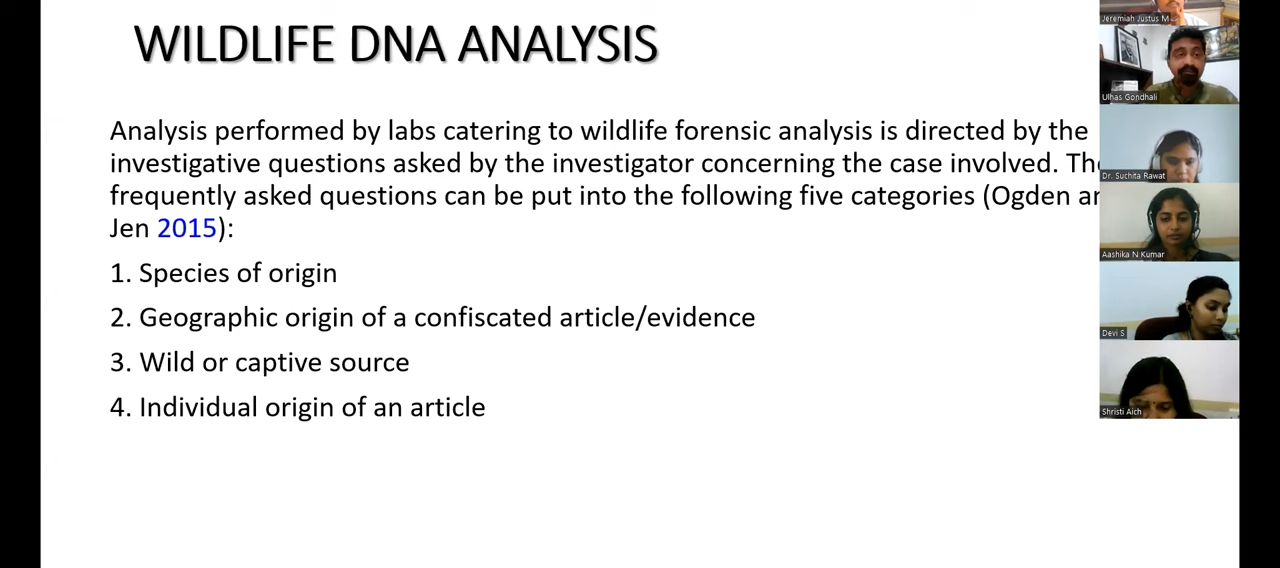 WILDLIFE DNA ANALYSIS
Analysis performed by labs catering to wildlife forensic analysis is directed by the
investigative questions asked by the investigator concerning the case involved. The
frequently asked questions can be put into the following five categories (Ogden
Jen 2015):
1. Species of origin
2. Geographic origin of a confiscated article/evidence
3. Wild or captive source
4. Individual origin of an article
Jeremiah Justus M
Ulhas Gondhali
Dr. Suchita Rawat
Aashika N Kumar
Devi S
Shristi Aich